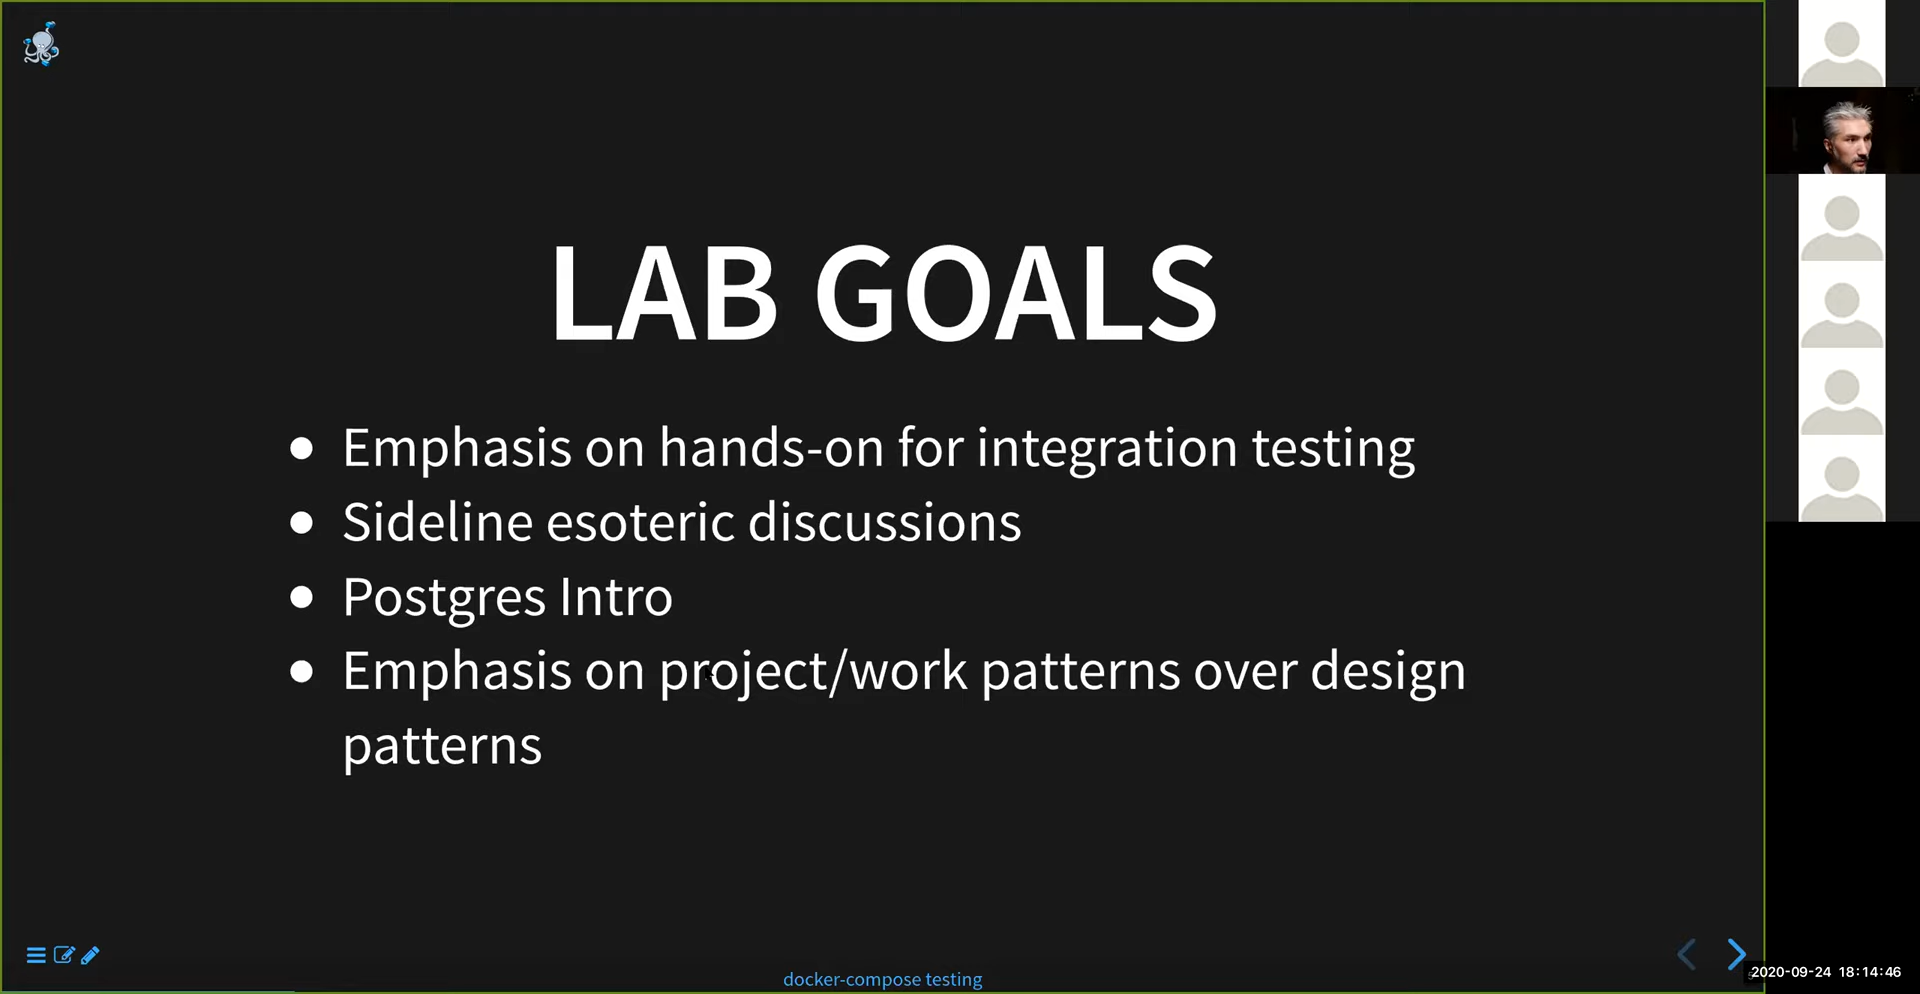 LAB GOALS
Emphasis on hands-on for integration testing
Sideline esoteric discussions
Postgres Intro
Emphasis on project/work patterns over design
patterns
docker-compose testing
2020-09-24 18:14:46